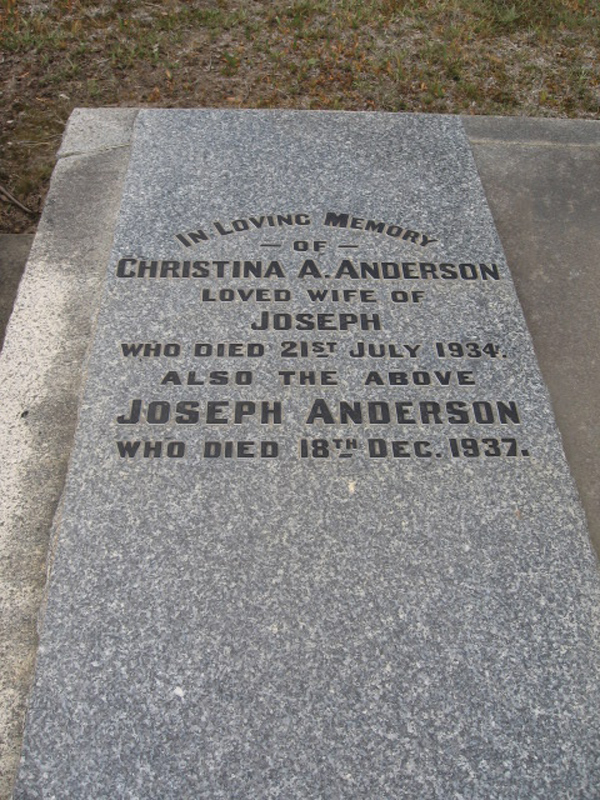 IN LOVING MEMORY
— OF —
CHRISTINA A. ANDERSON
LOVED WIFE OF
JOSEPH
WHO DIED 21ST JULY 1934.
ALSO THE ABOVE
JOSEPH ANDERSON
WHO DIED 18TH DEC. 1937.